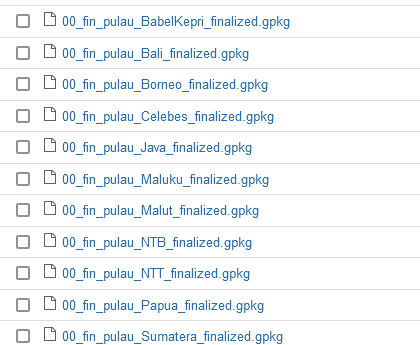 00_fin_pulau_BabelKepri_finalized.gpkg
00_fin_pulau_Bali_finalized.gpkg
00_fin_pulau_Borneo_finalized.gpkg
00_fin_pulau_Celebes_finalized.gpkg
00_fin_pulau_Java_finalized.gpkg
00_fin_pulau_Maluku_finalized.gpkg
00_fin_pulau_Malut_finalized.gpkg
00_fin_pulau_NTB_finalized.gpkg
00_fin_pulau_NTT_finalized.gpkg
00_fin_pulau_Papua_finalized.gpkg
00_fin_pulau_Sumatera_finalized.gpkg